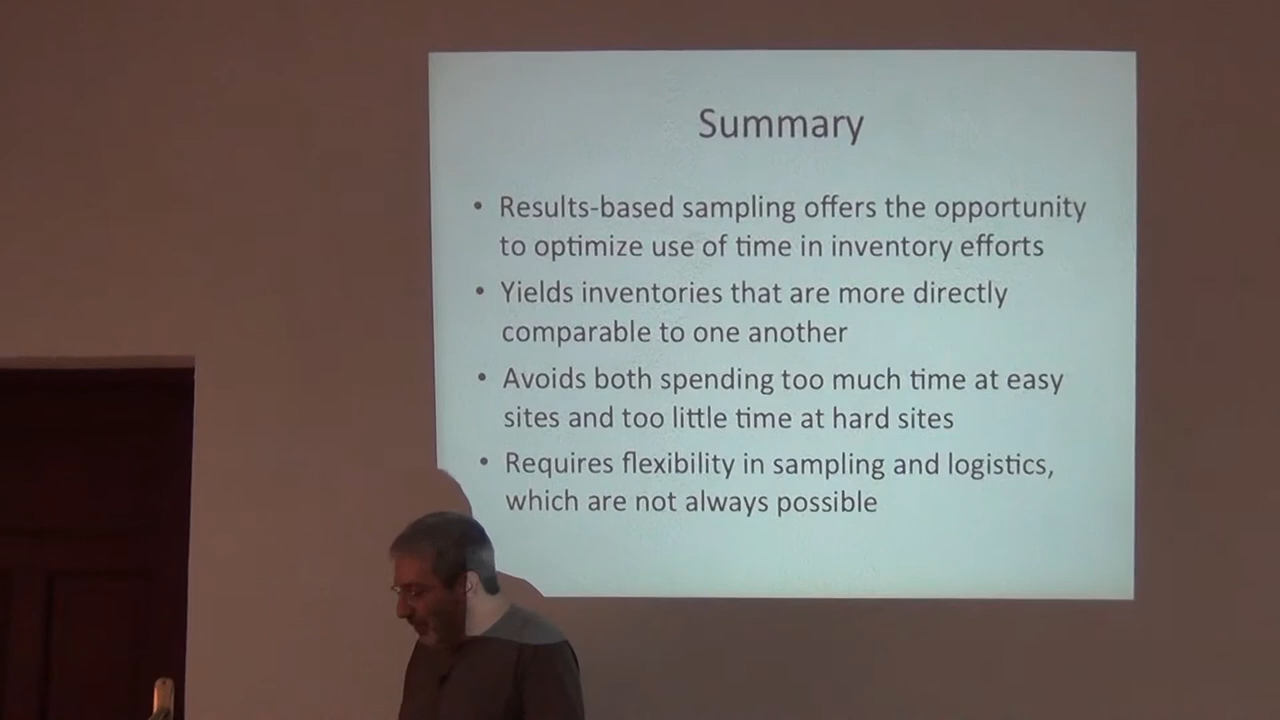 Summary
• Results-based sampling offers the opportunity
to optimize use of time in inventory efforts
• Yields inventories that are more directly
comparable to one another
• Avoids both spending too much time at easy
sites and too little time at hard sites
• Requires flexibility in sampling and logistics,
which are not always possible